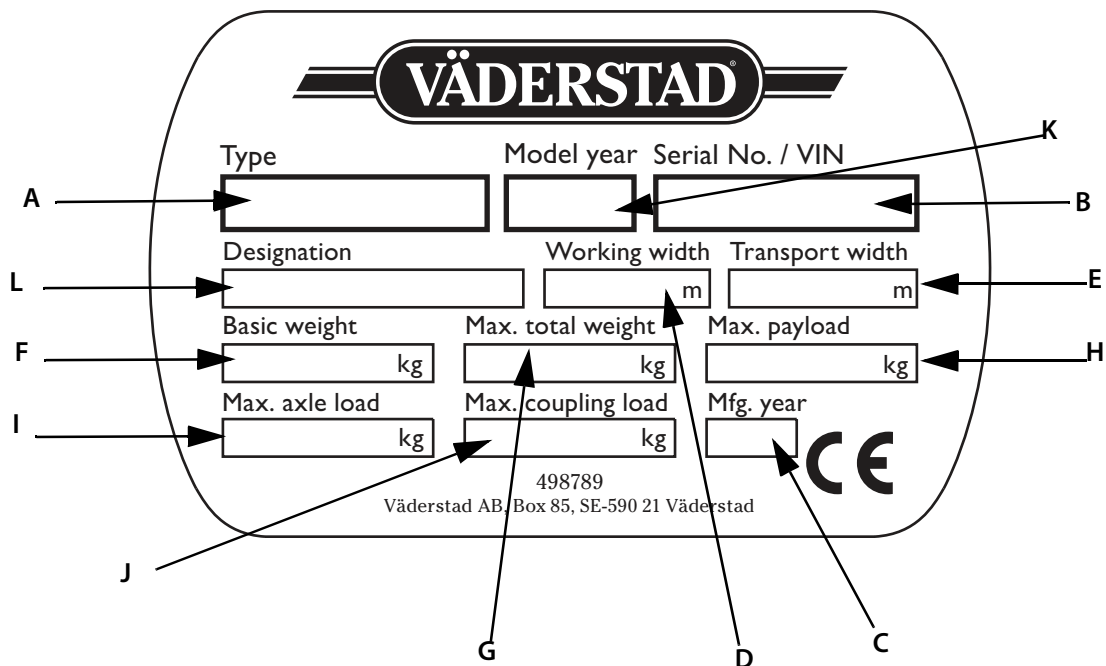 VÄDERSTAD®
K
Type Model year Serial No. / VIN
A B
Designation Working width Transport width
L m m E
Basic weight Max. total weight Max. payload
F kg kg kg H
Max. axle load Max. coupling load Mfg. year
I kg kg CE
498789
Väderstad AB, Box 85, SE-590 21 Väderstad
J
G D C